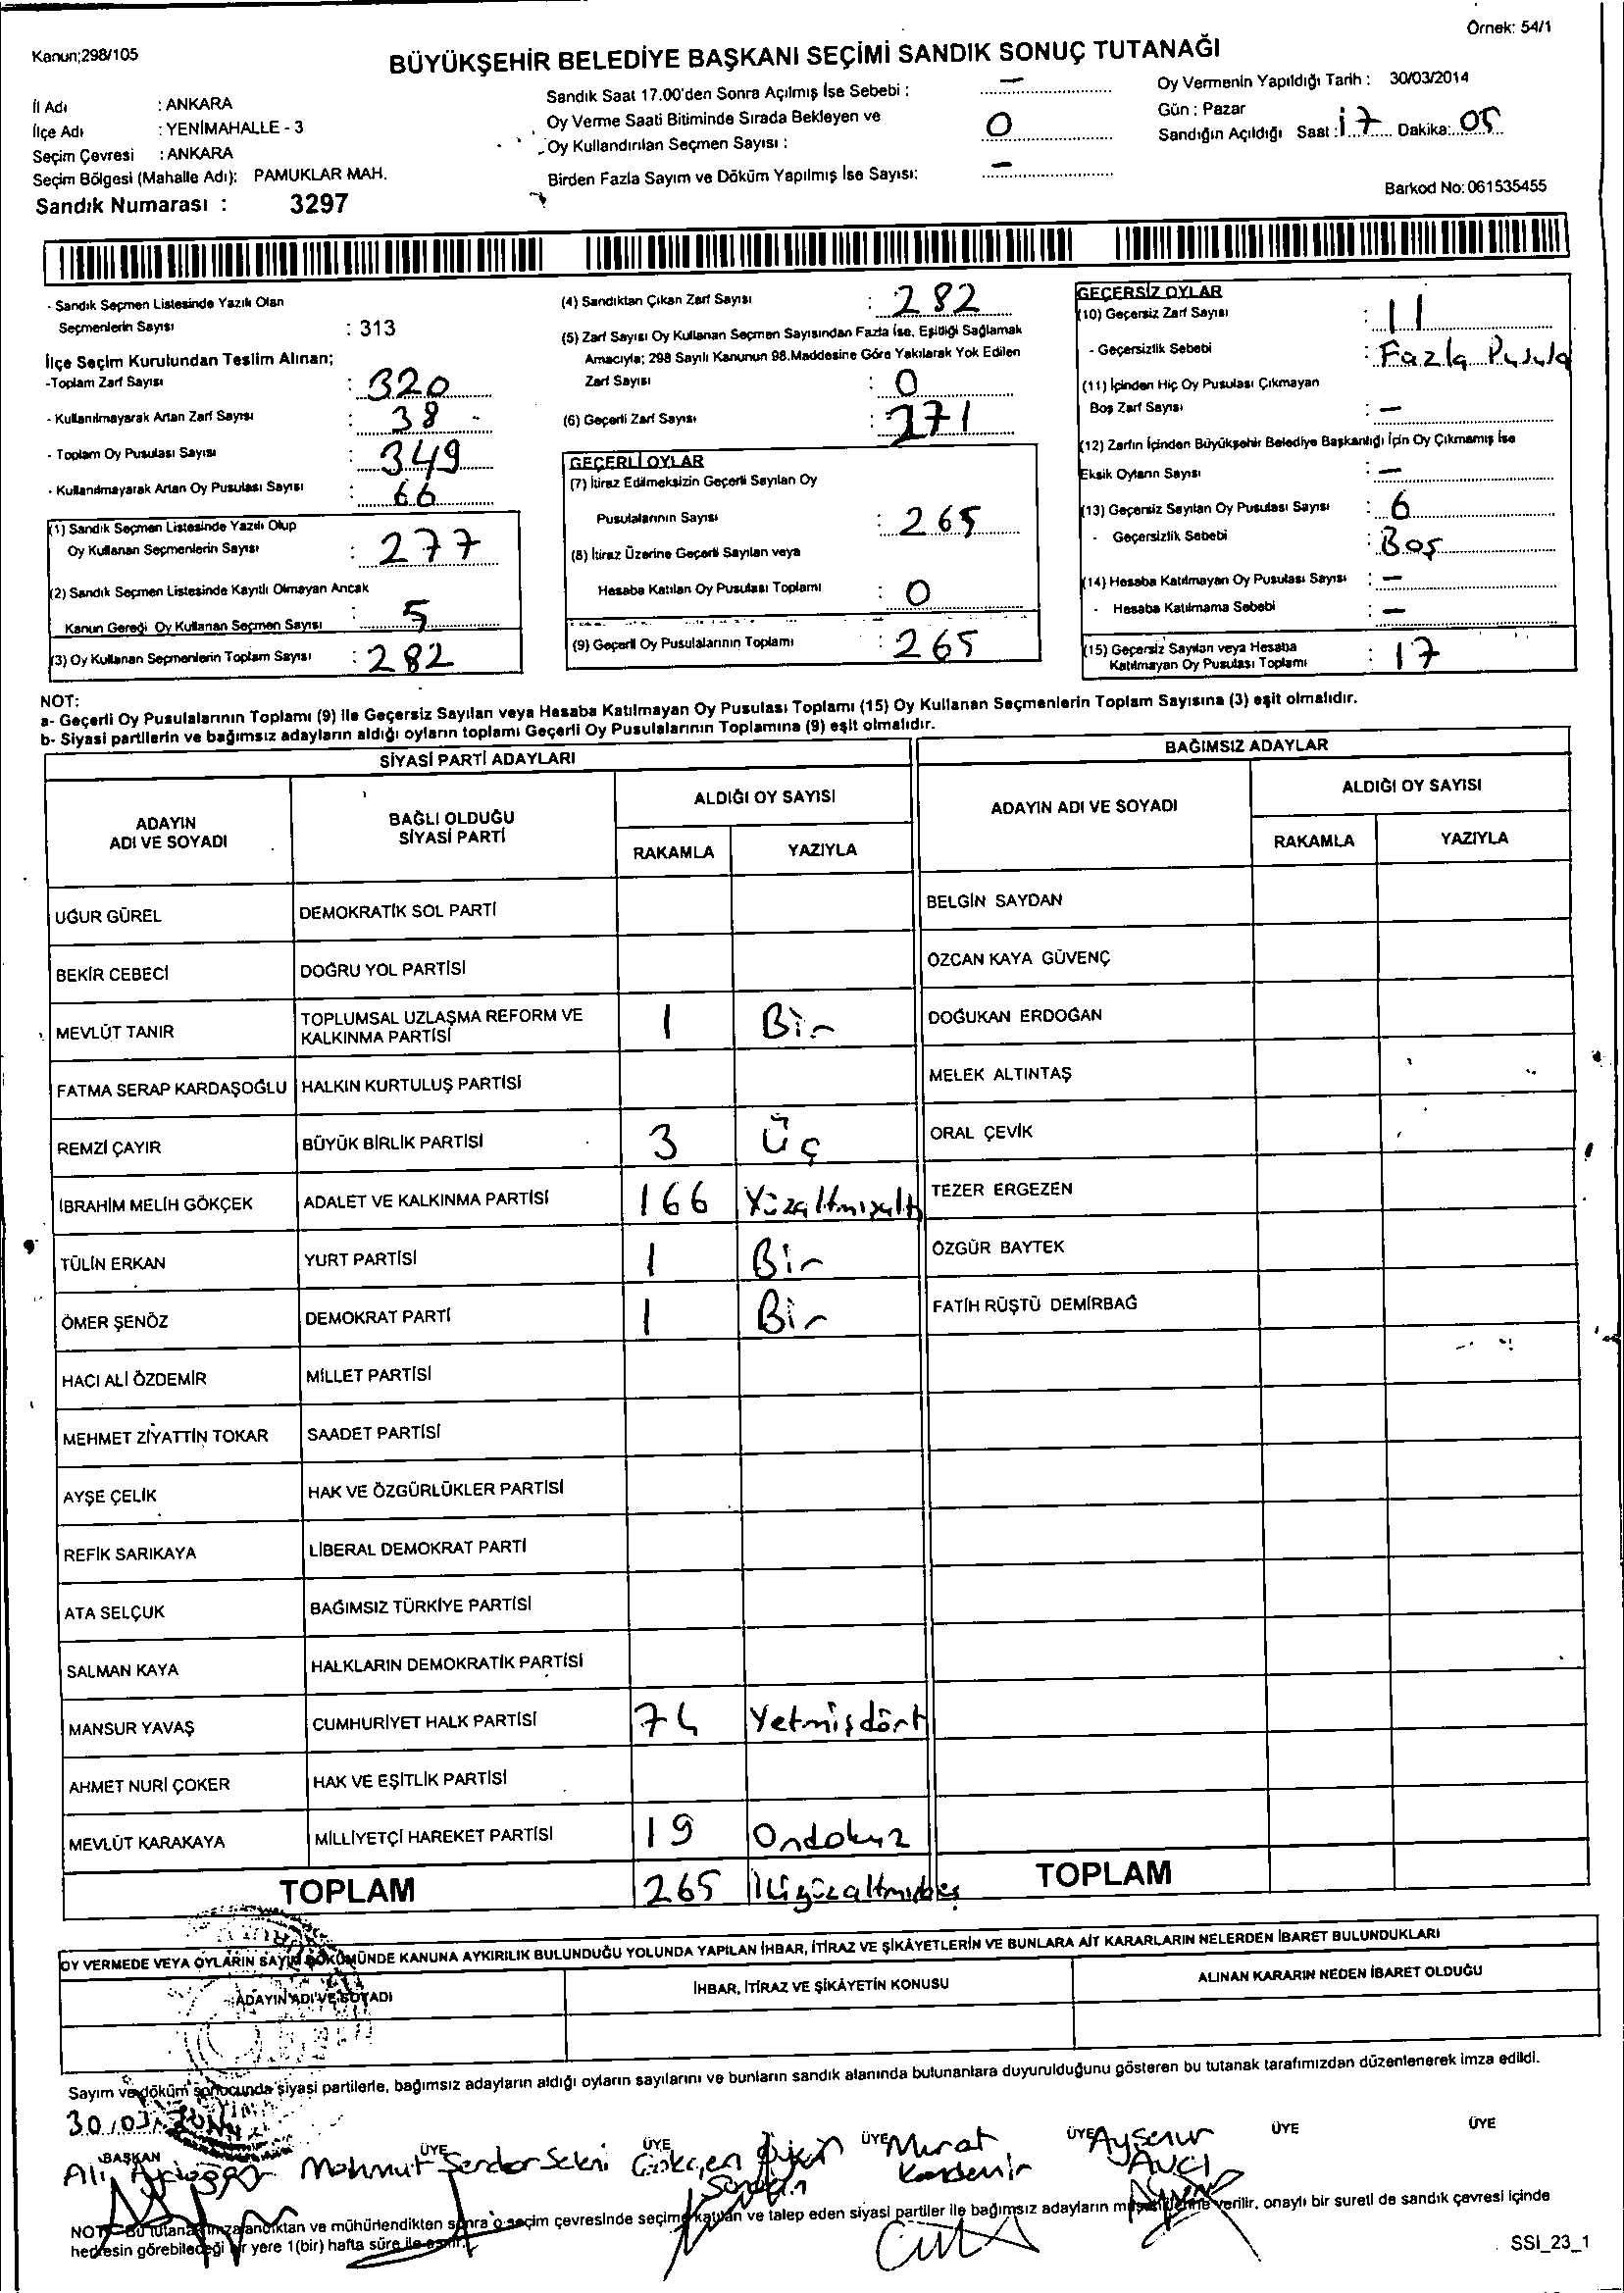 Örnek: 54/1
Kanun;298/105
BÜYÜKŞEHİR BELEDİYE BAŞKANI SEÇİMİ SANDIK SONUÇ TUTANAĞI
İl Adı : ANKARA
İlçe Adı : YENİMAHALLE - 3
Seçim Çevresi : ANKARA
Seçim Bölgesi (Mahalle Adı): PAMUKLAR MAH.
Sandık Numarası : 3297
Sandık Saat 17.00'den Sonra Açılmış İse Sebebi : —
Oy Verme Saati Bitiminde Sırada Bekleyen ve
Oy Kullandırılan Seçmen Sayısı : 0
Birden Fazla Sayım ve Döküm Yapılmış İse Sayısı: —
Oy Vermenin Yapıldığı Tarih : 30/03/2014
Gün : Pazar
Sandığın Açıldığı Saat : 17 Dakika: 05
Barkod No: 061535455
- Sandık Seçmen Listesinde Yazılı Olan
Seçmenlerin Sayısı : 313
İlçe Seçim Kurulundan Teslim Alınan;
-Toplam Zarf Sayısı : 320
- Kullanılmayarak Artan Zarf Sayısı : 38
- Toplam Oy Pusulası Sayısı : 349
- Kullanılmayarak Artan Oy Pusulası Sayısı : 66
(1) Sandık Seçmen Listesinde Yazılı Olup
Oy Kullanan Seçmenlerin Sayısı : 277
(2) Sandık Seçmen Listesinde Kayıtlı Olmayan Ancak
Kanun Gereği Oy Kullanan Seçmen Sayısı : 5
(3) Oy Kullanan Seçmenlerin Toplam Sayısı : 282
(4) Sandıktan Çıkan Zarf Sayısı : 282
(5) Zarf Sayısı Oy Kullanan Seçmen Sayısından Fazla İse, Eşitliği Sağlamak
Amacıyla; 298 Sayılı Kanunun 98.Maddesine Göre Yakılarak Yok Edilen
Zarf Sayısı : 0
(6) Geçerli Zarf Sayısı : 271
GEÇERLİ OYLAR
(7) İtiraz Edilmeksizin Geçerli Sayılan Oy
Pusulalarının Sayısı : 265
(8) İtiraz Üzerine Geçerli Sayılan veya
Hesaba Katılan Oy Pusulası Toplamı : 0
(9) Geçerli Oy Pusulalarının Toplamı : 265
GEÇERSİZ OYLAR
(10) Geçersiz Zarf Sayısı : 11
- Geçersizlik Sebebi : Fazla Pusula
(11) İçinden Hiç Oy Pusulası Çıkmayan
Boş Zarf Sayısı : —
(12) Zarfın İçinden Büyükşehir Belediye Başkanlığı İçin Oy Çıkmamış İse
Eksik Oyların Sayısı : —
(13) Geçersiz Sayılan Oy Pusulası Sayısı : 6
- Geçersizlik Sebebi : Boş
(14) Hesaba Katılmayan Oy Pusulası Sayısı : —
- Hesaba Katılmama Sebebi : —
(15) Geçersiz Sayılan veya Hesaba
Katılmayan Oy Pusulası Toplamı : 17
NOT:
a- Geçerli Oy Pusulalarının Toplamı (9) ile Geçersiz Sayılan veya Hesaba Katılmayan Oy Pusulası Toplamı (15) Oy Kullanan Seçmenlerin Toplam Sayısına (3) eşit olmalıdır.
b- Siyasi partilerin ve bağımsız adayların aldığı oyların toplamı Geçerli Oy Pusulalarının Toplamına (9) eşit olmalıdır.
SİYASİ PARTİ ADAYLARI BAĞIMSIZ ADAYLAR
ADAYIN ADI VE SOYADI BAĞLI OLDUĞU SİYASİ PARTİ ALDIĞI OY SAYISI ADAYIN ADI VE SOYADI ALDIĞI OY SAYISI
RAKAMLA YAZIYLA RAKAMLA YAZIYLA
UĞUR GÜREL DEMOKRATİK SOL PARTİ BELGİN SAYDAN
BEKİR CEBECİ DOĞRU YOL PARTİSİ ÖZCAN KAYA GÜVENÇ
MEVLÜT TANIR TOPLUMSAL UZLAŞMA REFORM VE KALKINMA PARTİSİ 1 Bir DOĞUKAN ERDOĞAN
FATMA SERAP KARDAŞOĞLU HALKIN KURTULUŞ PARTİSİ MELEK ALTINTAŞ
REMZİ ÇAYIR BÜYÜK BİRLİK PARTİSİ 3 Üç ORAL ÇEVİK
İBRAHİM MELİH GÖKÇEK ADALET VE KALKINMA PARTİSİ 166 Yüzaltmışaltı TEZER ERGEZEN
TÜLİN ERKAN YURT PARTİSİ 1 Bir ÖZGÜR BAYTEK
ÖMER ŞENÖZ DEMOKRAT PARTİ 1 Bir FATİH RÜŞTÜ DEMİRBAĞ
HACI ALİ ÖZDEMİR MİLLET PARTİSİ
MEHMET ZİYATTİN TOKAR SAADET PARTİSİ
AYŞE ÇELİK HAK VE ÖZGÜRLÜKLER PARTİSİ
REFİK SARIKAYA LİBERAL DEMOKRAT PARTİ
ATA SELÇUK BAĞIMSIZ TÜRKİYE PARTİSİ
SALMAN KAYA HALKLARIN DEMOKRATİK PARTİSİ
MANSUR YAVAŞ CUMHURİYET HALK PARTİSİ 74 Yetmişdört
AHMET NURİ ÇOKER HAK VE EŞİTLİK PARTİSİ
MEVLÜT KARAKAYA MİLLİYETÇİ HAREKET PARTİSİ 19 Ondokuz
TOPLAM 265 İkiyüzaltmışbeş TOPLAM
OY VERMEDE VEYA OYLARIN SAYIM DÖKÜMÜNDE KANUNA AYKIRILIK BULUNDUĞU YOLUNDA YAPILAN İHBAR, İTİRAZ VE ŞİKÂYETLERİN VE BUNLARA AİT KARARLARIN NELERDEN İBARET BULUNDUKLARI
ADAYIN ADI VE SOYADI İHBAR, İTİRAZ VE ŞİKÂYETİN KONUSU ALINAN KARARIN NEDEN İBARET OLDUĞU
Sayım ve döküm sonucunda siyasi partilerle, bağımsız adayların aldığı oyların sayılarını ve bunların sandık alanında bulunanlara duyurulduğunu gösteren bu tutanak tarafımızdan düzenlenerek imza edildi.
30/03/2014
BAŞKAN ÜYE ÜYE ÜYE ÜYE ÜYE ÜYE
Ali Mahmut Serdar Gökçen Murat Kandemir Ayşenur AVCI
NOT: Bu tutanak imzalandıktan ve mühürlendikten sonra o seçim çevresinde seçime katılan ve talep eden siyasi partiler ile bağımsız adayların müşahitlerine verilir, onaylı bir sureti de sandık çevresi içinde
herkesin görebileceği bir yere 1(bir) hafta süre ile asılır.
SSI_23_1